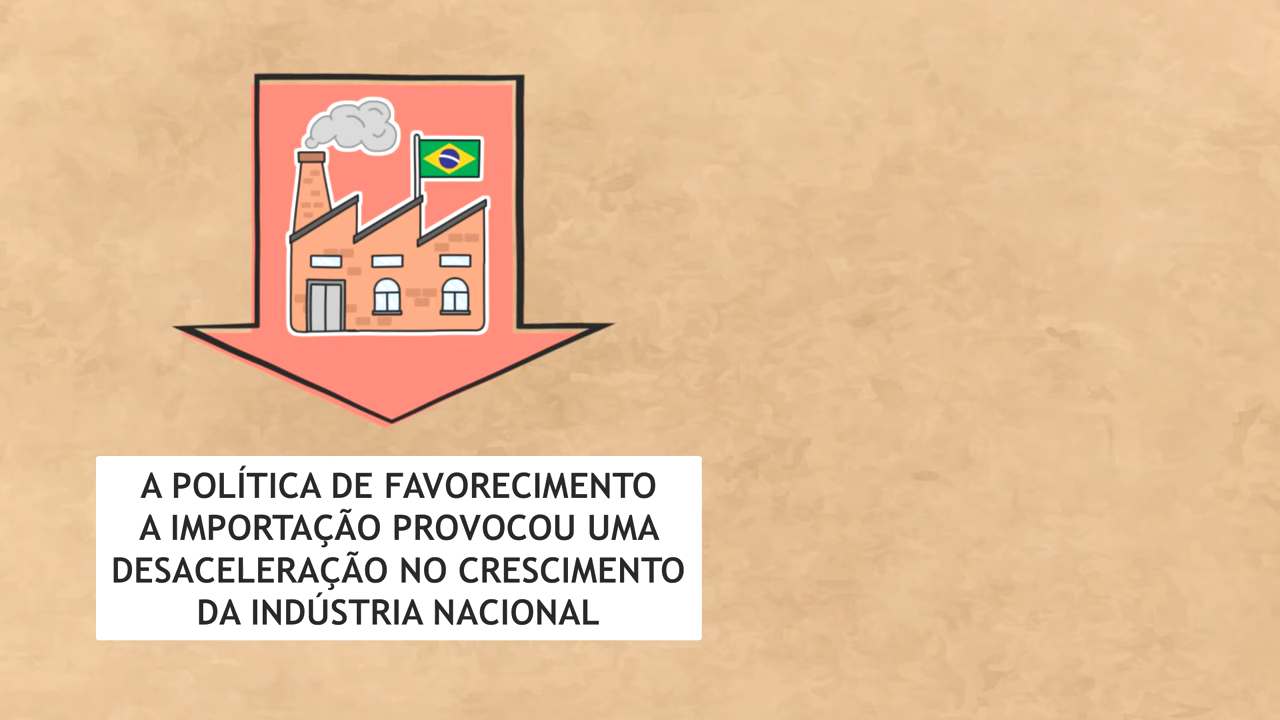 A POLÍTICA DE FAVORECIMENTO
A IMPORTAÇÃO PROVOCOU UMA
DESACELERAÇÃO NO CRESCIMENTO
DA INDÚSTRIA NACIONAL